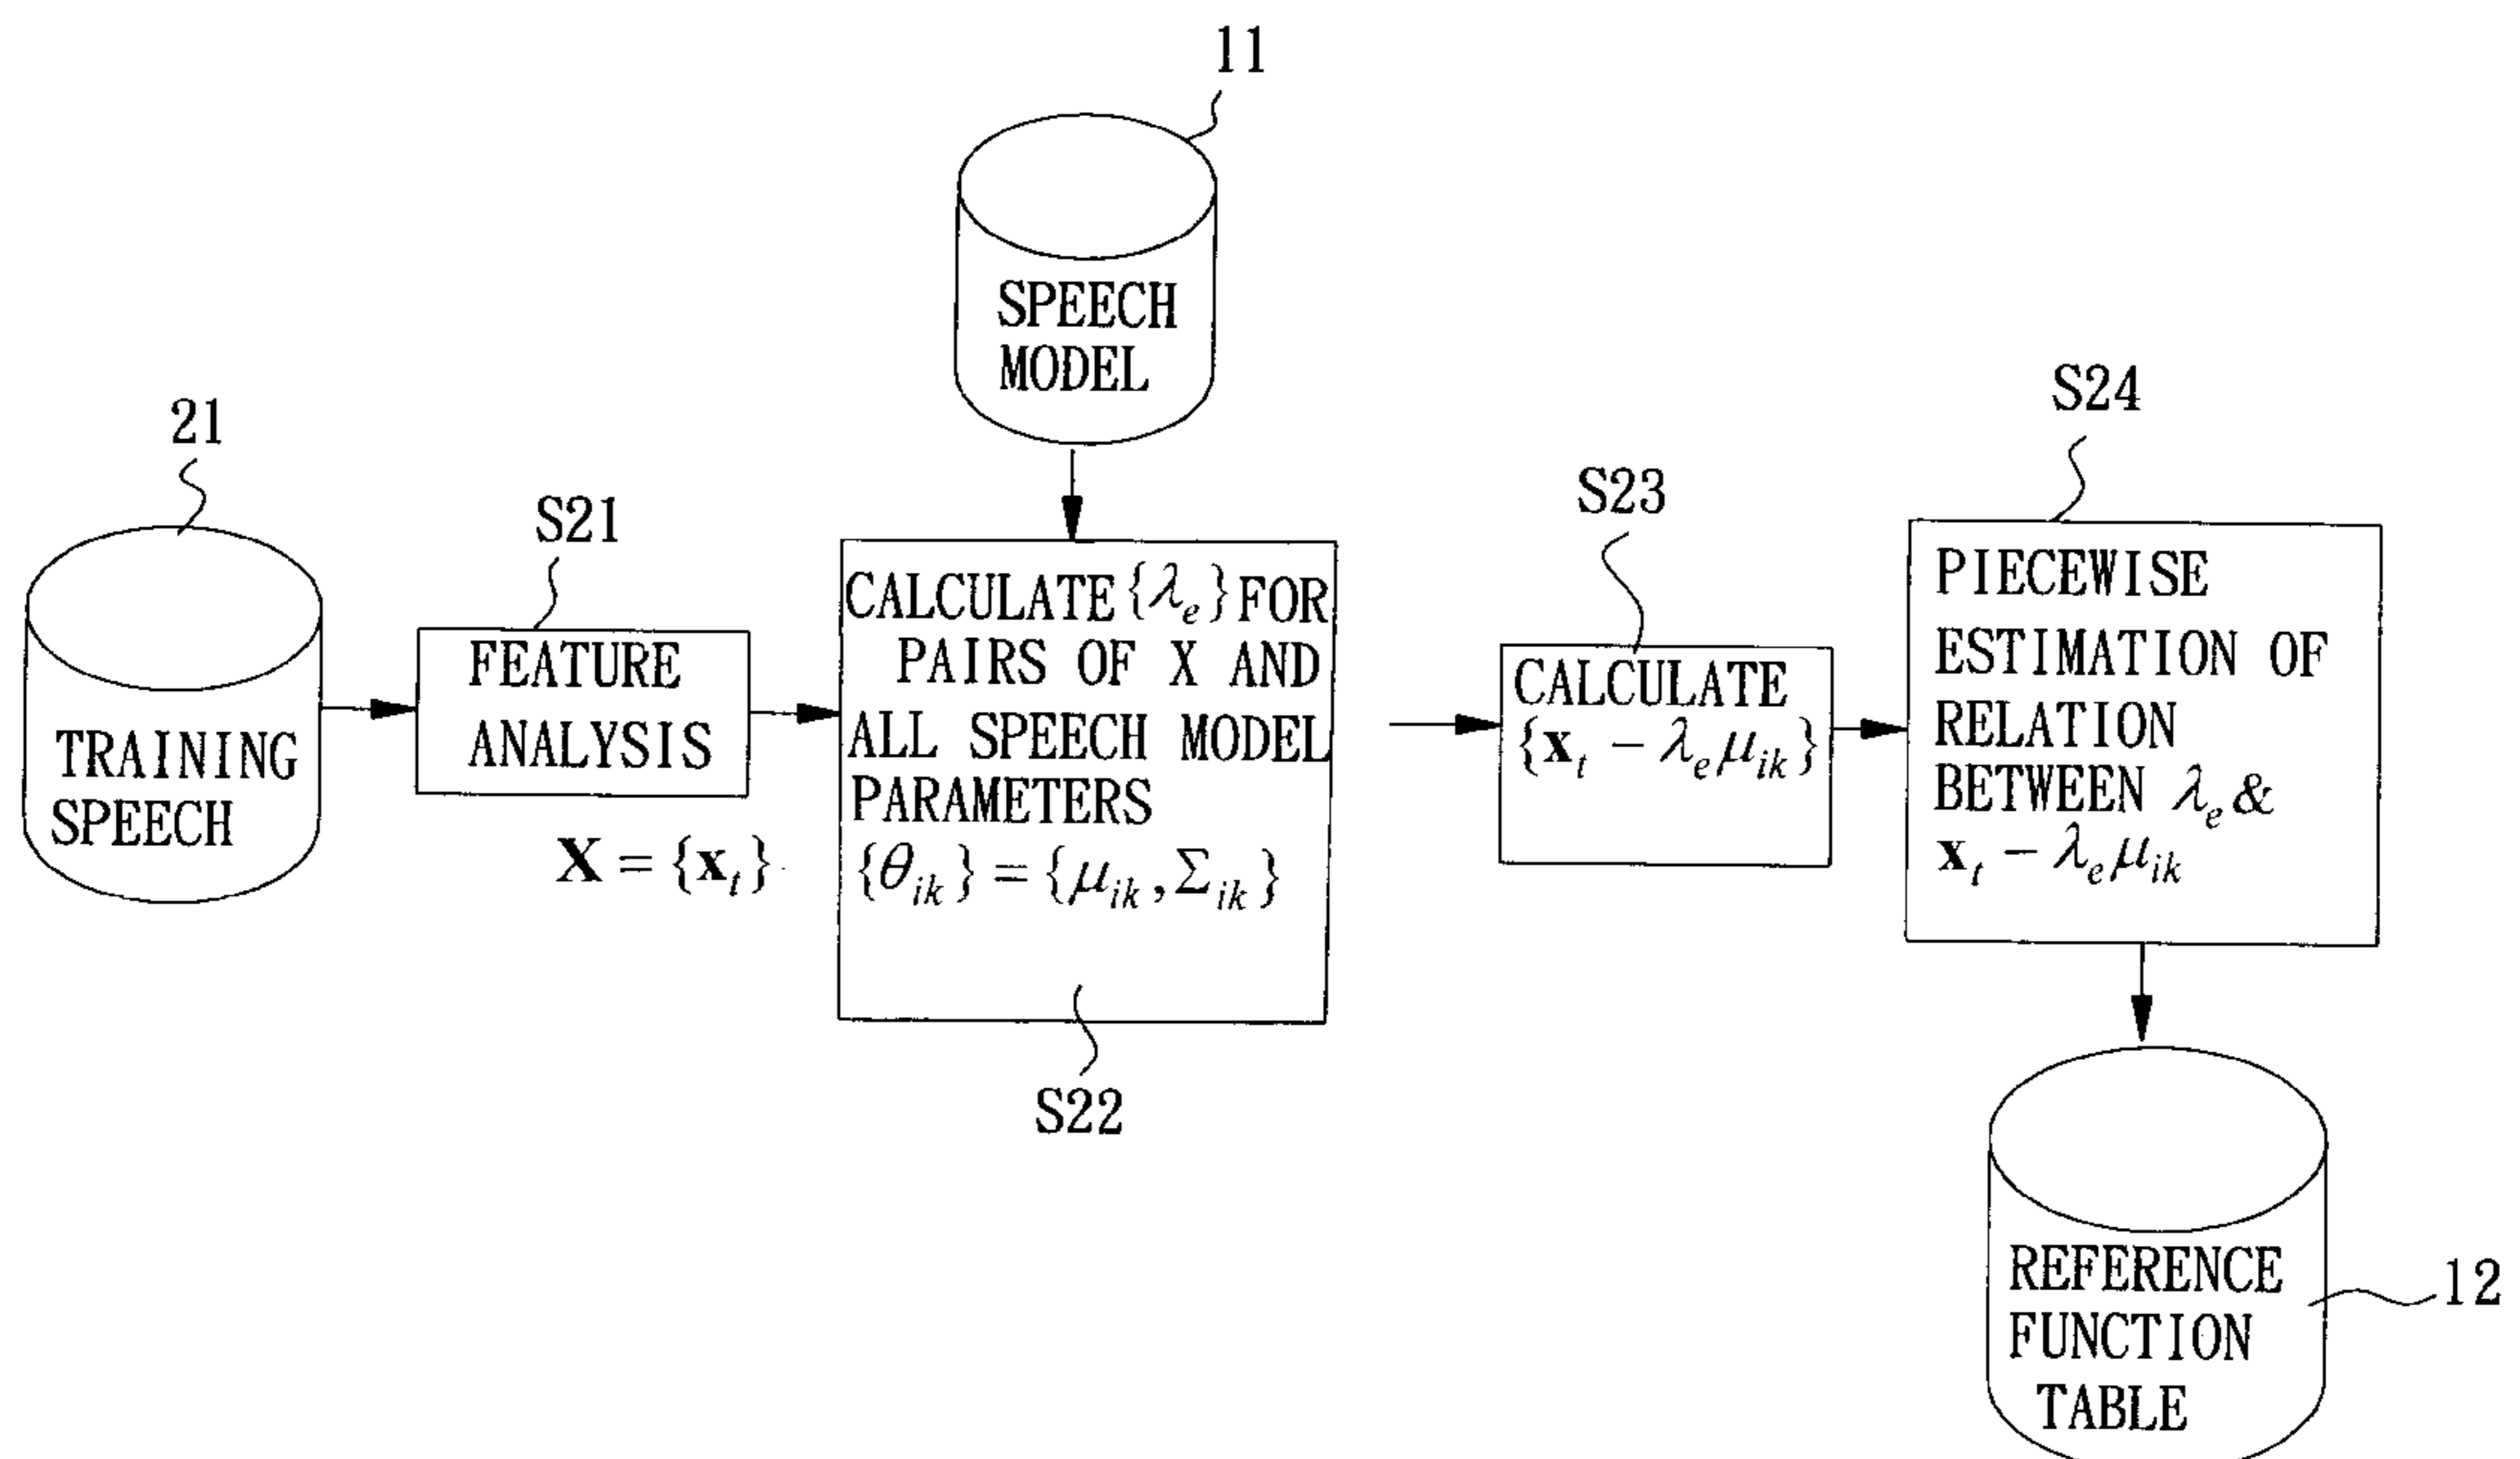 11
SPEECH
MODEL
21
TRAINING
SPEECH
S21
FEATURE
ANALYSIS
X = {x_t}
CALCULATE {λ_e} FOR
PAIRS OF X AND
ALL SPEECH MODEL
PARAMETERS
{θ_ik} = {μ_ik, Σ_ik}
S22
S23
CALCULATE
{x_t − λ_e μ_ik}
S24
PIECEWISE
ESTIMATION OF
RELATION
BETWEEN λ_e &
x_t − λ_e μ_ik
REFERENCE
FUNCTION
TABLE
12